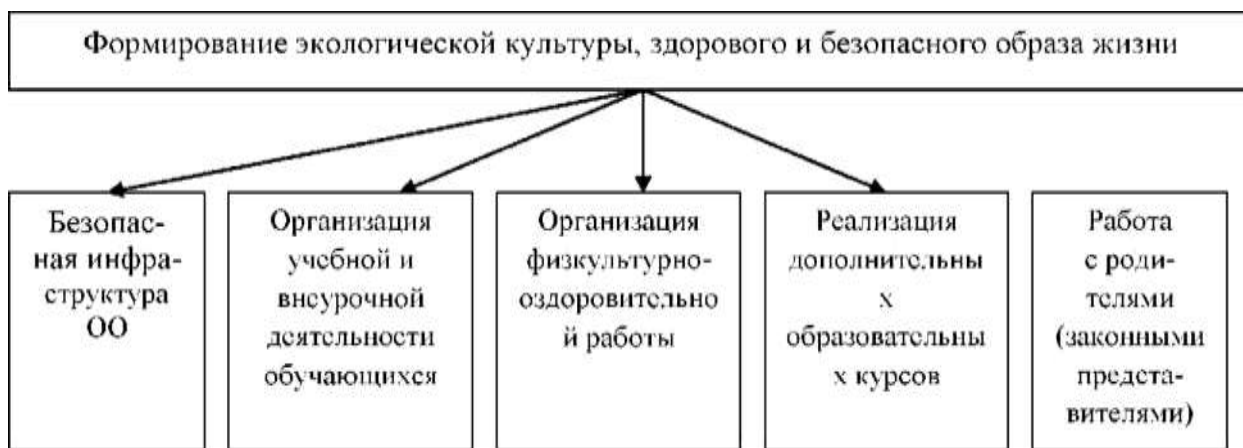 Формирование экологической культуры, здорового и безопасного образа жизни
Безопас-
ная инфра-
структура
ОО
Организация
учебной и
внеурочной
деятельности
обучающихся
Организация
физкультурно-
оздоровительно
й работы
Реализация
дополнительны
х
образовательны
х курсов
Работа
с роди-
телями
(законными
предста-
вителями)